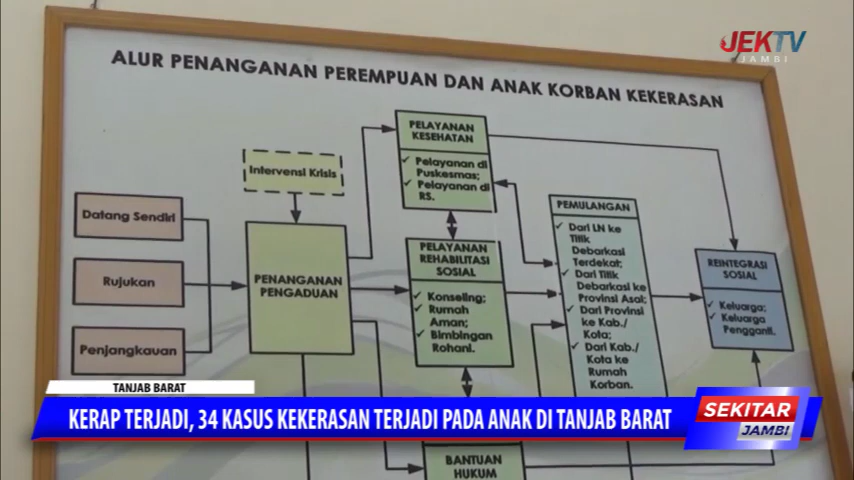 JEKTV
JAMBI
ALUR PENANGANAN PEREMPUAN DAN ANAK KORBAN KEKERASAN
Intervensi Krisis
Datang Sendiri
Rujukan
Penjangkauan
PENANGANAN
PENGADUAN
PELAYANAN
KESEHATAN
✓ Pelayanan di
Puskesmas;
✓ Pelayanan di
RS.
PELAYANAN
REHABILITASI
SOSIAL
✓ Konseling;
✓ Rumah
Aman;
✓ Bimbingan
Rohani.
PEMULANGAN
✓ Dari LN ke
Titik
Debarkasi
Terdekat;
✓ Dari Titik
Debarkasi ke
Provinsi Asal;
✓ Dari Provinsi
ke Kab./
Kota;
✓ Dari Kab./
Kota ke
Rumah
Korban.
REINTEGRASI
SOSIAL
✓ Keluarga;
✓ Keluarga
Pengganti.
BANTUAN
HUKUM
TANJAB BARAT
KERAP TERJADI, 34 KASUS KEKERASAN TERJADI PADA ANAK DI TANJAB BARAT
SEKITAR
JAMBI